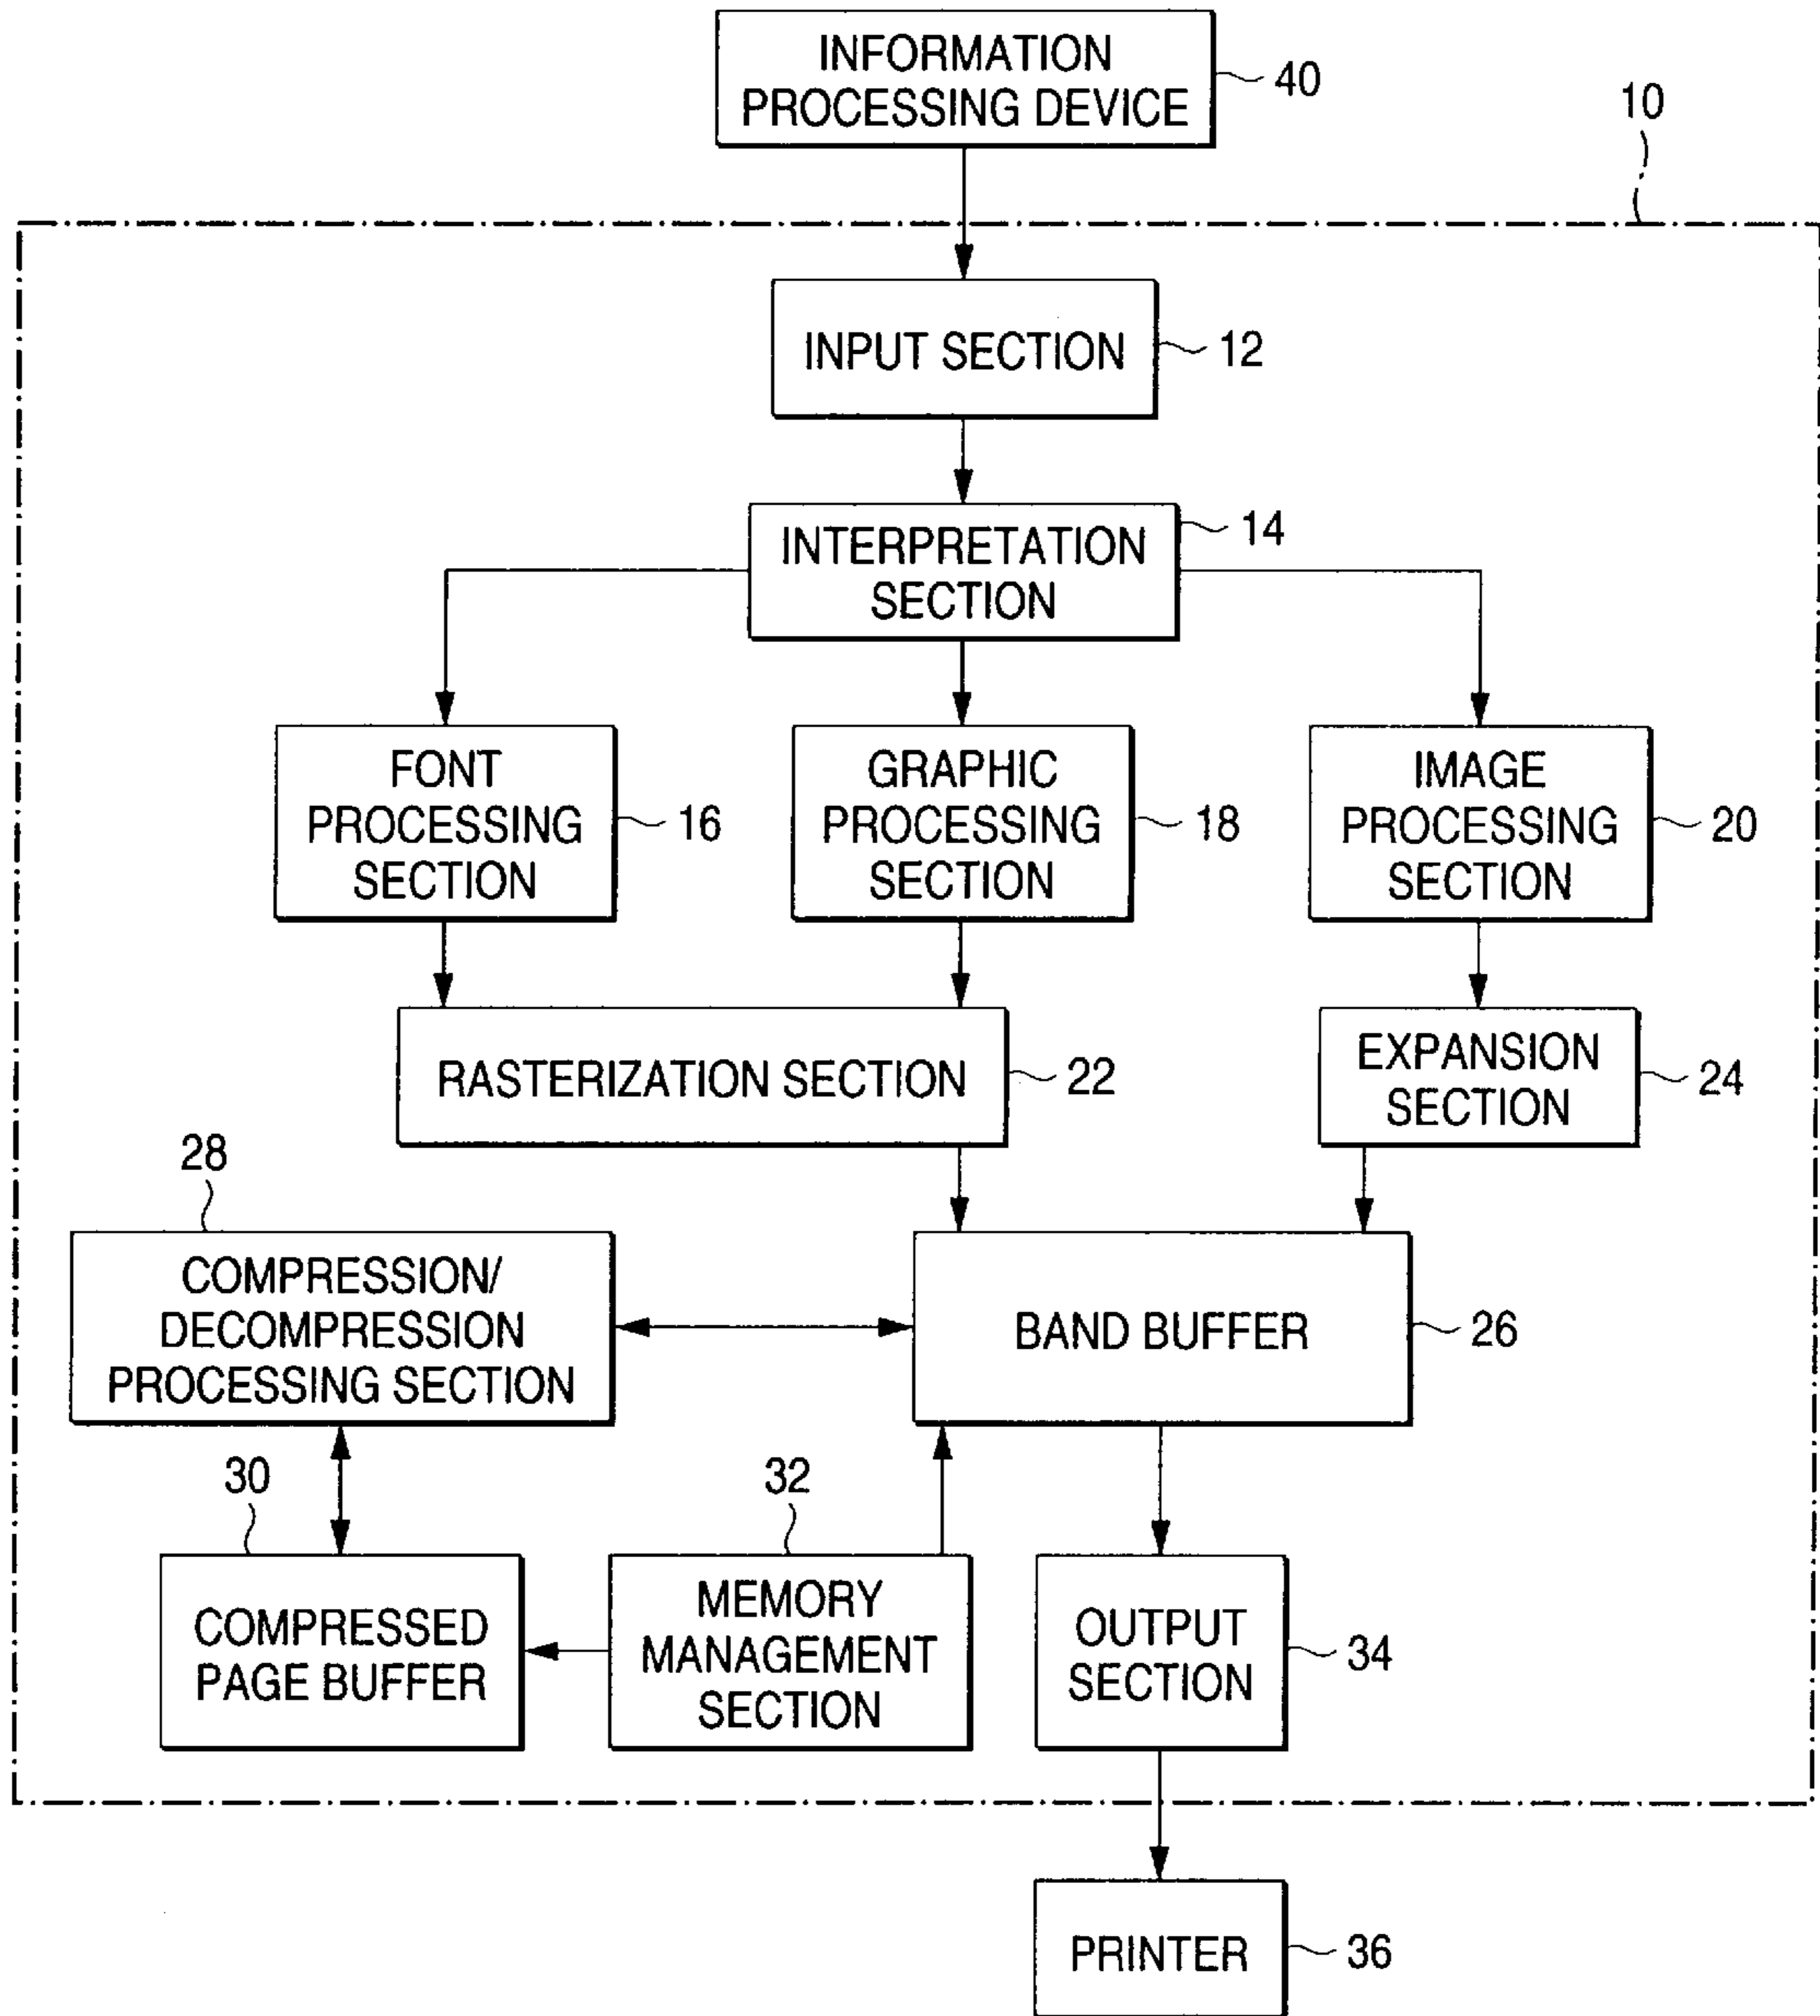 INFORMATION
PROCESSING DEVICE
40
10
INPUT SECTION
12
INTERPRETATION
SECTION
14
FONT
PROCESSING
SECTION
16
GRAPHIC
PROCESSING
SECTION
18
IMAGE
PROCESSING
SECTION
20
RASTERIZATION SECTION
22
EXPANSION
SECTION
24
28
COMPRESSION/
DECOMPRESSION
PROCESSING SECTION
BAND BUFFER
26
30
COMPRESSED
PAGE BUFFER
32
MEMORY
MANAGEMENT
SECTION
OUTPUT
SECTION
34
PRINTER
36